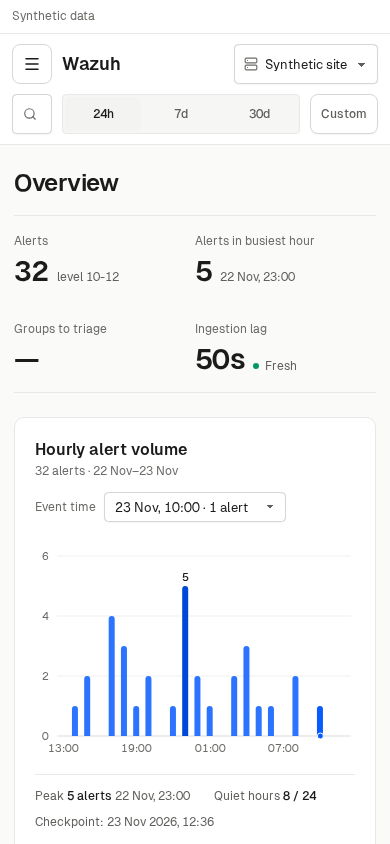 Synthetic data
Wazuh
Synthetic site
24h 7d 30d Custom
Overview
Alerts
32 level 10-12
Alerts in busiest hour
5 22 Nov, 23:00
Groups to triage
—
Ingestion lag
50s Fresh
Hourly alert volume
32 alerts · 22 Nov–23 Nov
Event time 23 Nov, 10:00 · 1 alert
6
5
4
2
0
13:00 19:00 01:00 07:00
Peak 5 alerts 22 Nov, 23:00 Quiet hours 8 / 24
Checkpoint: 23 Nov 2026, 12:36